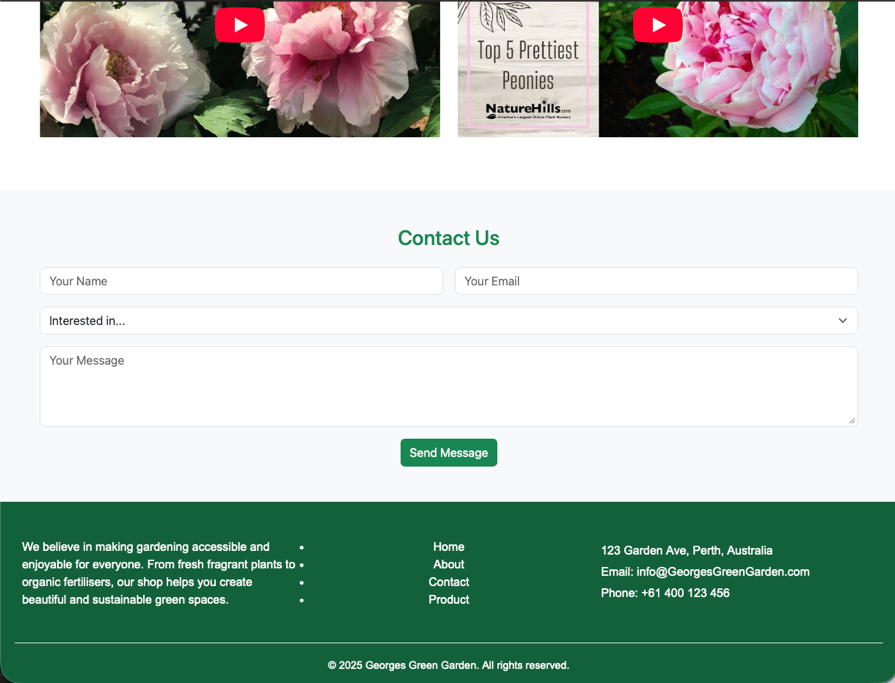 Top 5 Prettiest
Peonies
NatureHills.com
America's Largest Online Plant Nursery
Contact Us
Your Name
Your Email
Interested in...
Your Message
Send Message
We believe in making gardening accessible and
enjoyable for everyone. From fresh fragrant plants to
organic fertilisers, our shop helps you create
beautiful and sustainable green spaces.
Home
About
Contact
Product
123 Garden Ave, Perth, Australia
Email: info@GeorgesGreenGarden.com
Phone: +61 400 123 456
© 2025 Georges Green Garden. All rights reserved.